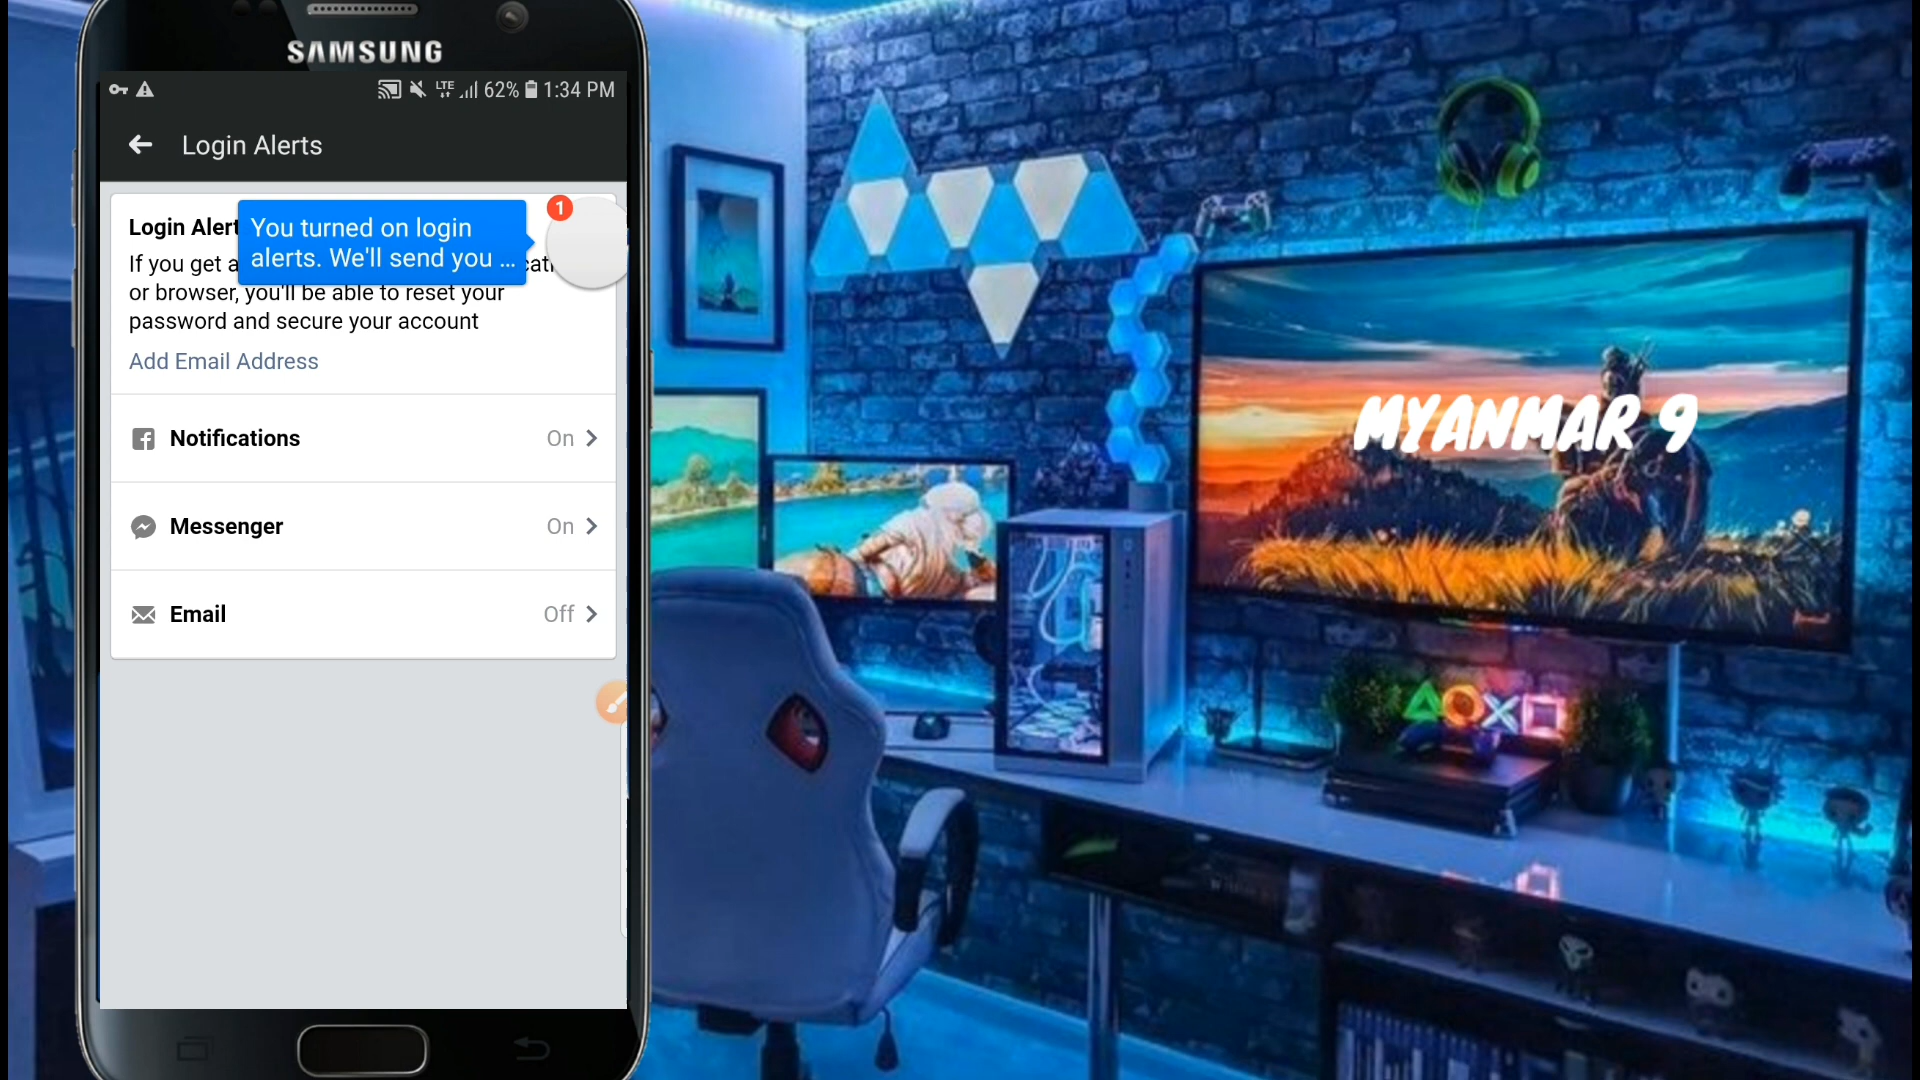 SAMSUNG
LTE 62% 1:34 PM
Login Alerts
Login Alert
You turned on login
alerts. We'll send you ...
1
If you get a
or browser, you'll be able to reset your
password and secure your account
Add Email Address
Notifications On
Messenger On
Email Off
MYANMAR 9